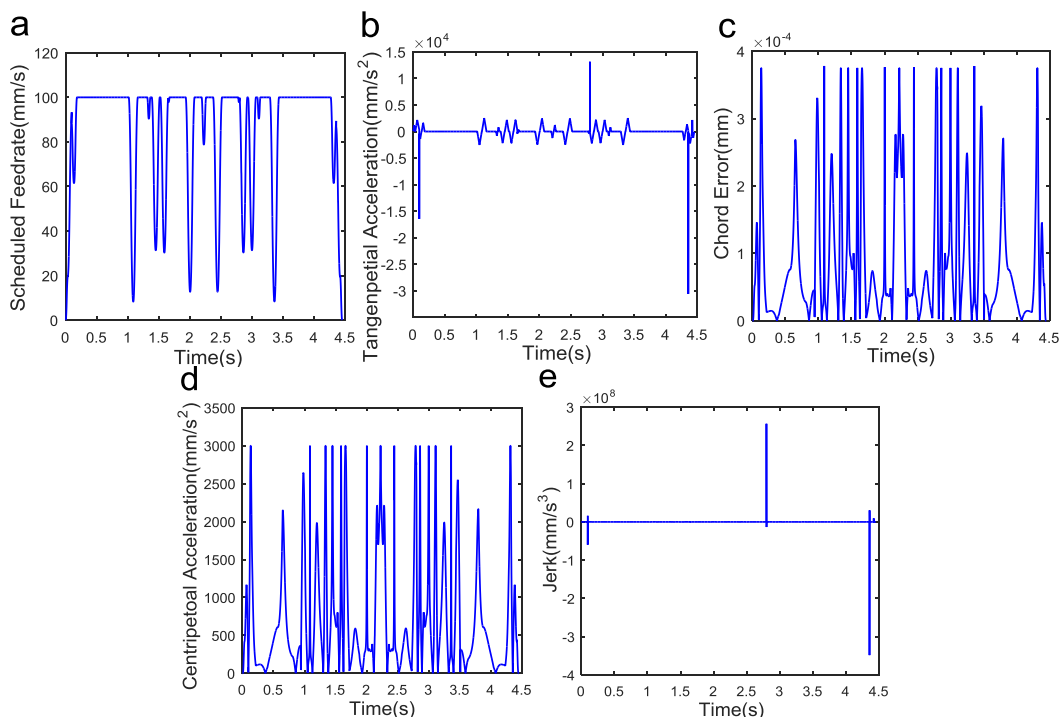 a
Scheduled Feedrate(mm/s)
120
100
80
60
40
20
0
0 0.5 1 1.5 2 2.5 3 3.5 4 4.5
Time(s)
b
×10⁴
Tangenpetial Acceleration(mm/s²)
1.5
1
0.5
0
-0.5
-1
-1.5
-2
-2.5
-3
0 0.5 1 1.5 2 2.5 3 3.5 4 4.5
Time(s)
c
×10⁻⁴
Chord Error(mm)
4
3
2
1
0
0 0.5 1 1.5 2 2.5 3 3.5 4 4.5
Time(s)
d
Centripetoal Acceleration(mm/s²)
3500
3000
2500
2000
1500
1000
500
0
0 0.5 1 1.5 2 2.5 3 3.5 4 4.5
Time(s)
e
×10⁸
Jerk(mm/s³)
3
2
1
0
-1
-2
-3
-4
0 0.5 1 1.5 2 2.5 3 3.5 4 4.5
Time(s)